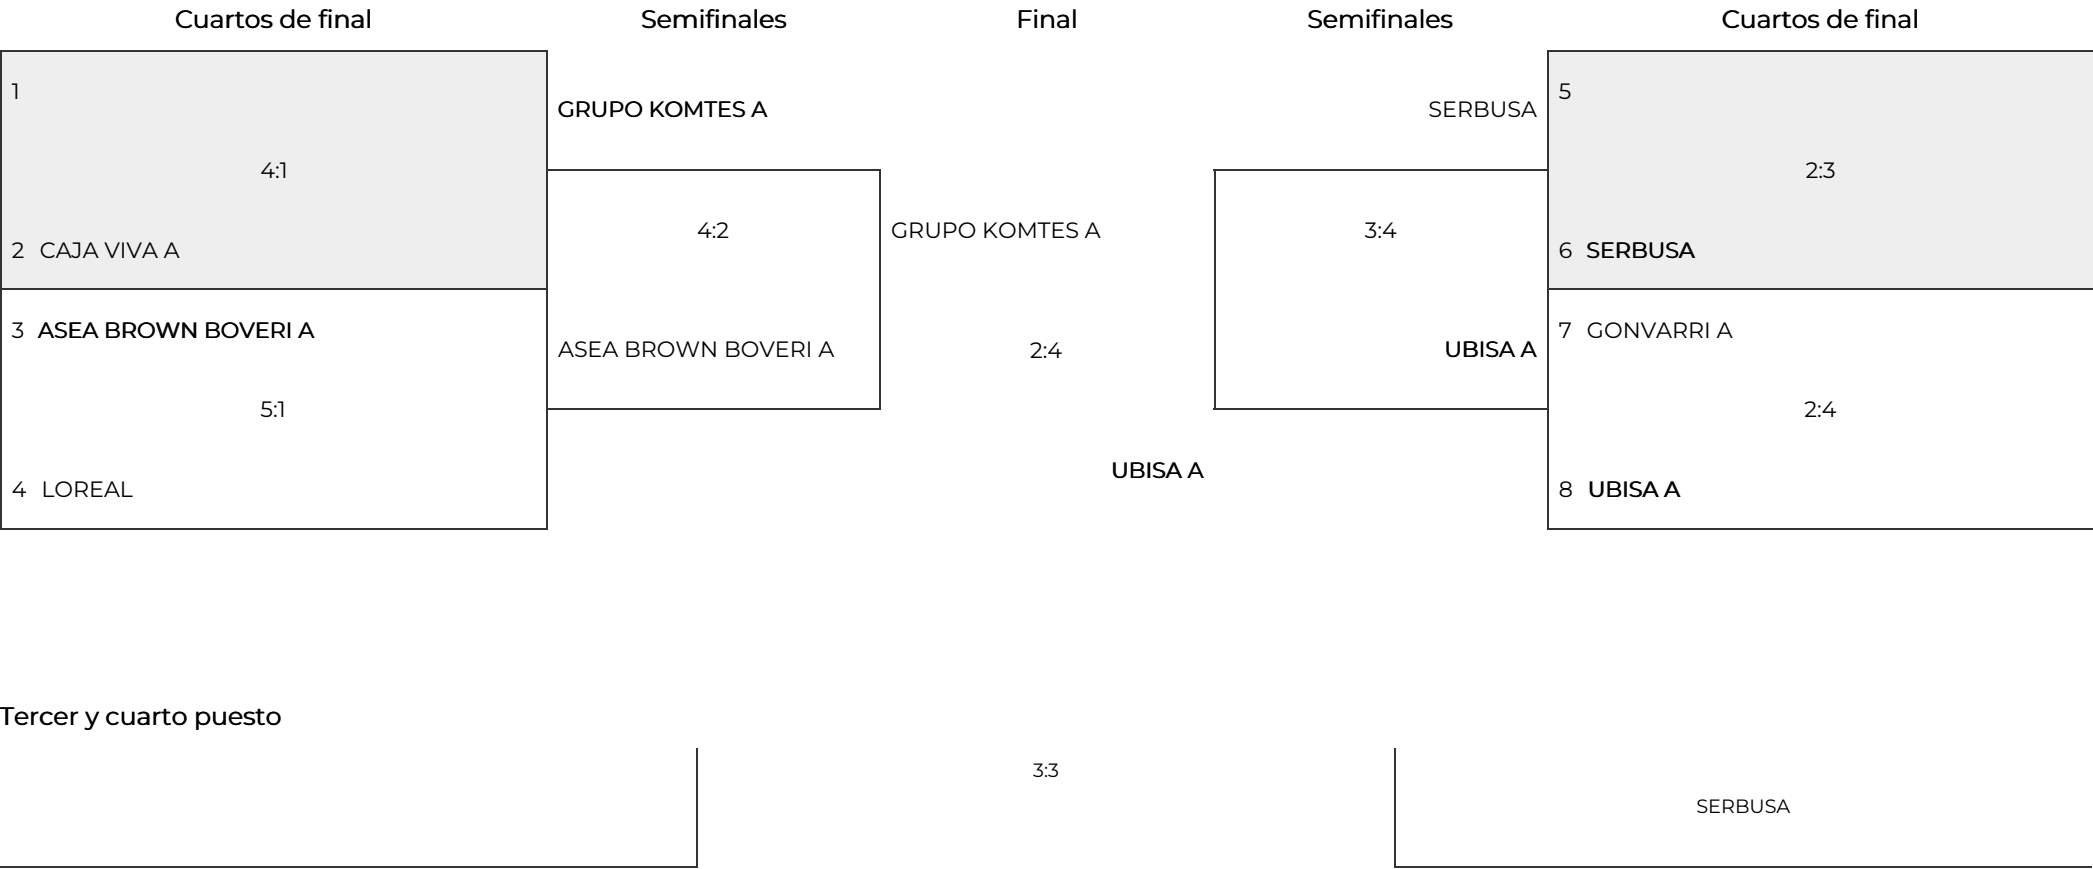 Cuartos de final
Semifinales
Final
Semifinales
Cuartos de final
1
4:1
2 CAJA VIVA A
3 ASEA BROWN BOVERI A
5:1
4 LOREAL
GRUPO KOMTES A
4:2
ASEA BROWN BOVERI A
GRUPO KOMTES A
2:4
UBISA A
SERBUSA
3:4
UBISA A
5
2:3
6 SERBUSA
7 GONVARRI A
2:4
8 UBISA A
Tercer y cuarto puesto
3:3
SERBUSA